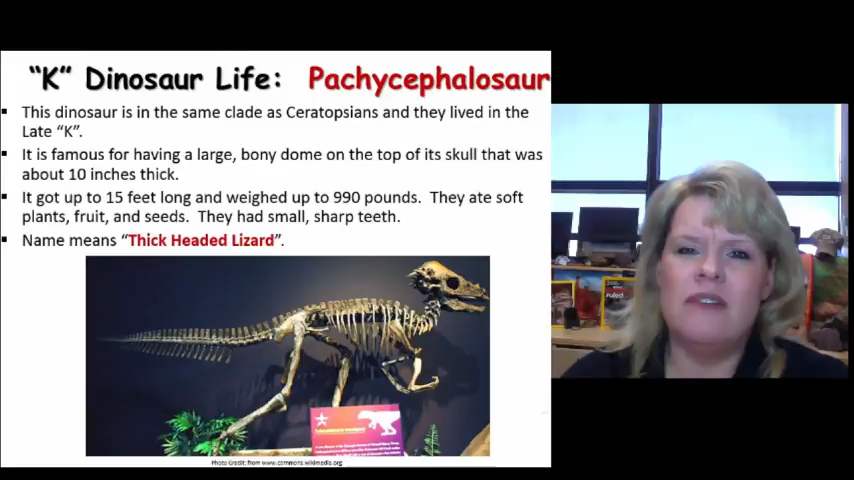 "K" Dinosaur Life: Pachycephalosaur
This dinosaur is in the same clade as Ceratopsians and they lived in the
Late "K".
It is famous for having a large, bony dome on the top of its skull that was
about 10 inches thick.
It got up to 15 feet long and weighed up to 990 pounds. They ate soft
plants, fruit, and seeds. They had small, sharp teeth.
Name means "Thick Headed Lizard".
Photo Credit: from www.commons.wikimedia.org